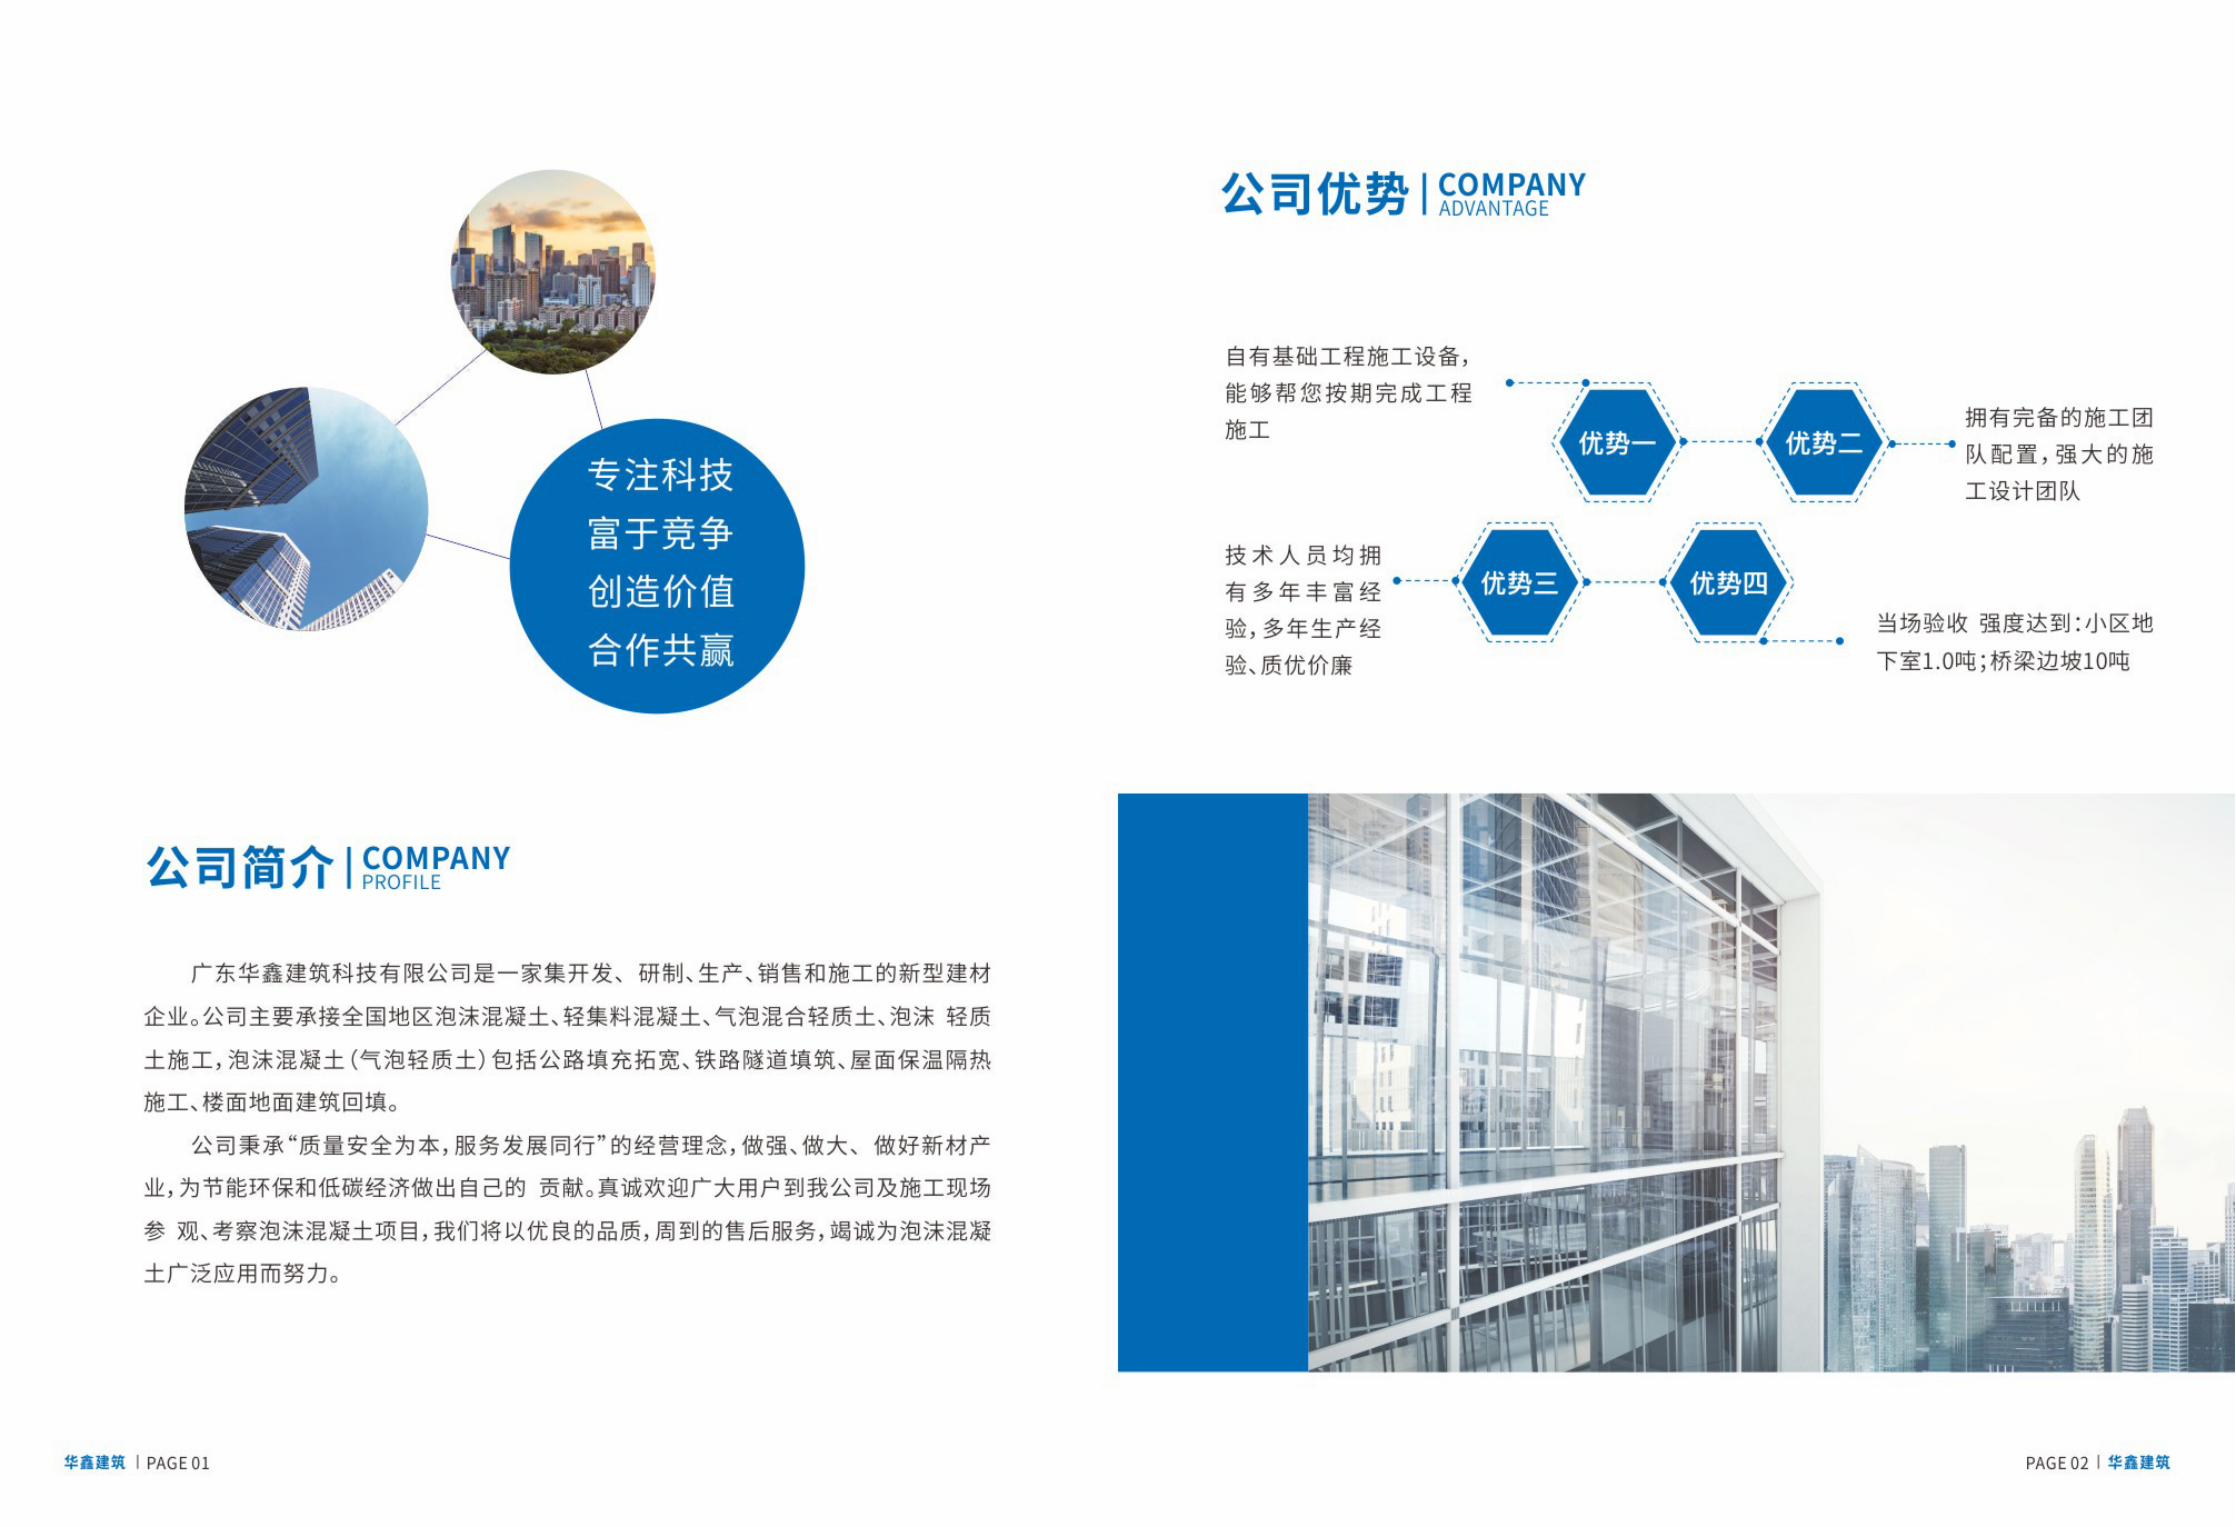 专注科技
富于竞争
创造价值
合作共赢
公司简介 | COMPANY
PROFILE
广东华鑫建筑科技有限公司是一家集开发、 研制、生产、销售和施工的新型建材
企业。公司主要承接全国地区泡沫混凝土、轻集料混凝土、气泡混合轻质土、泡沫 轻质
土施工，泡沫混凝土（气泡轻质土）包括公路填充拓宽、铁路隧道填筑、屋面保温隔热
施工、楼面地面建筑回填。
公司秉承“质量安全为本，服务发展同行”的经营理念，做强、做大、 做好新材产
业，为节能环保和低碳经济做出自己的 贡献。真诚欢迎广大用户到我公司及施工现场
参 观、考察泡沫混凝土项目，我们将以优良的品质，周到的售后服务，竭诚为泡沫混凝
土广泛应用而努力。
华鑫建筑 | PAGE 01
公司优势 | COMPANY
ADVANTAGE
自有基础工程施工设备，
能够帮您按期完成工程
施工
优势一
优势二
拥有完备的施工团
队配置，强大的施
工设计团队
技术人员均拥
有多年丰富经
验，多年生产经
验、质优价廉
优势三
优势四
当场验收 强度达到：小区地
下室1.0吨；桥梁边坡10吨
PAGE 02 | 华鑫建筑